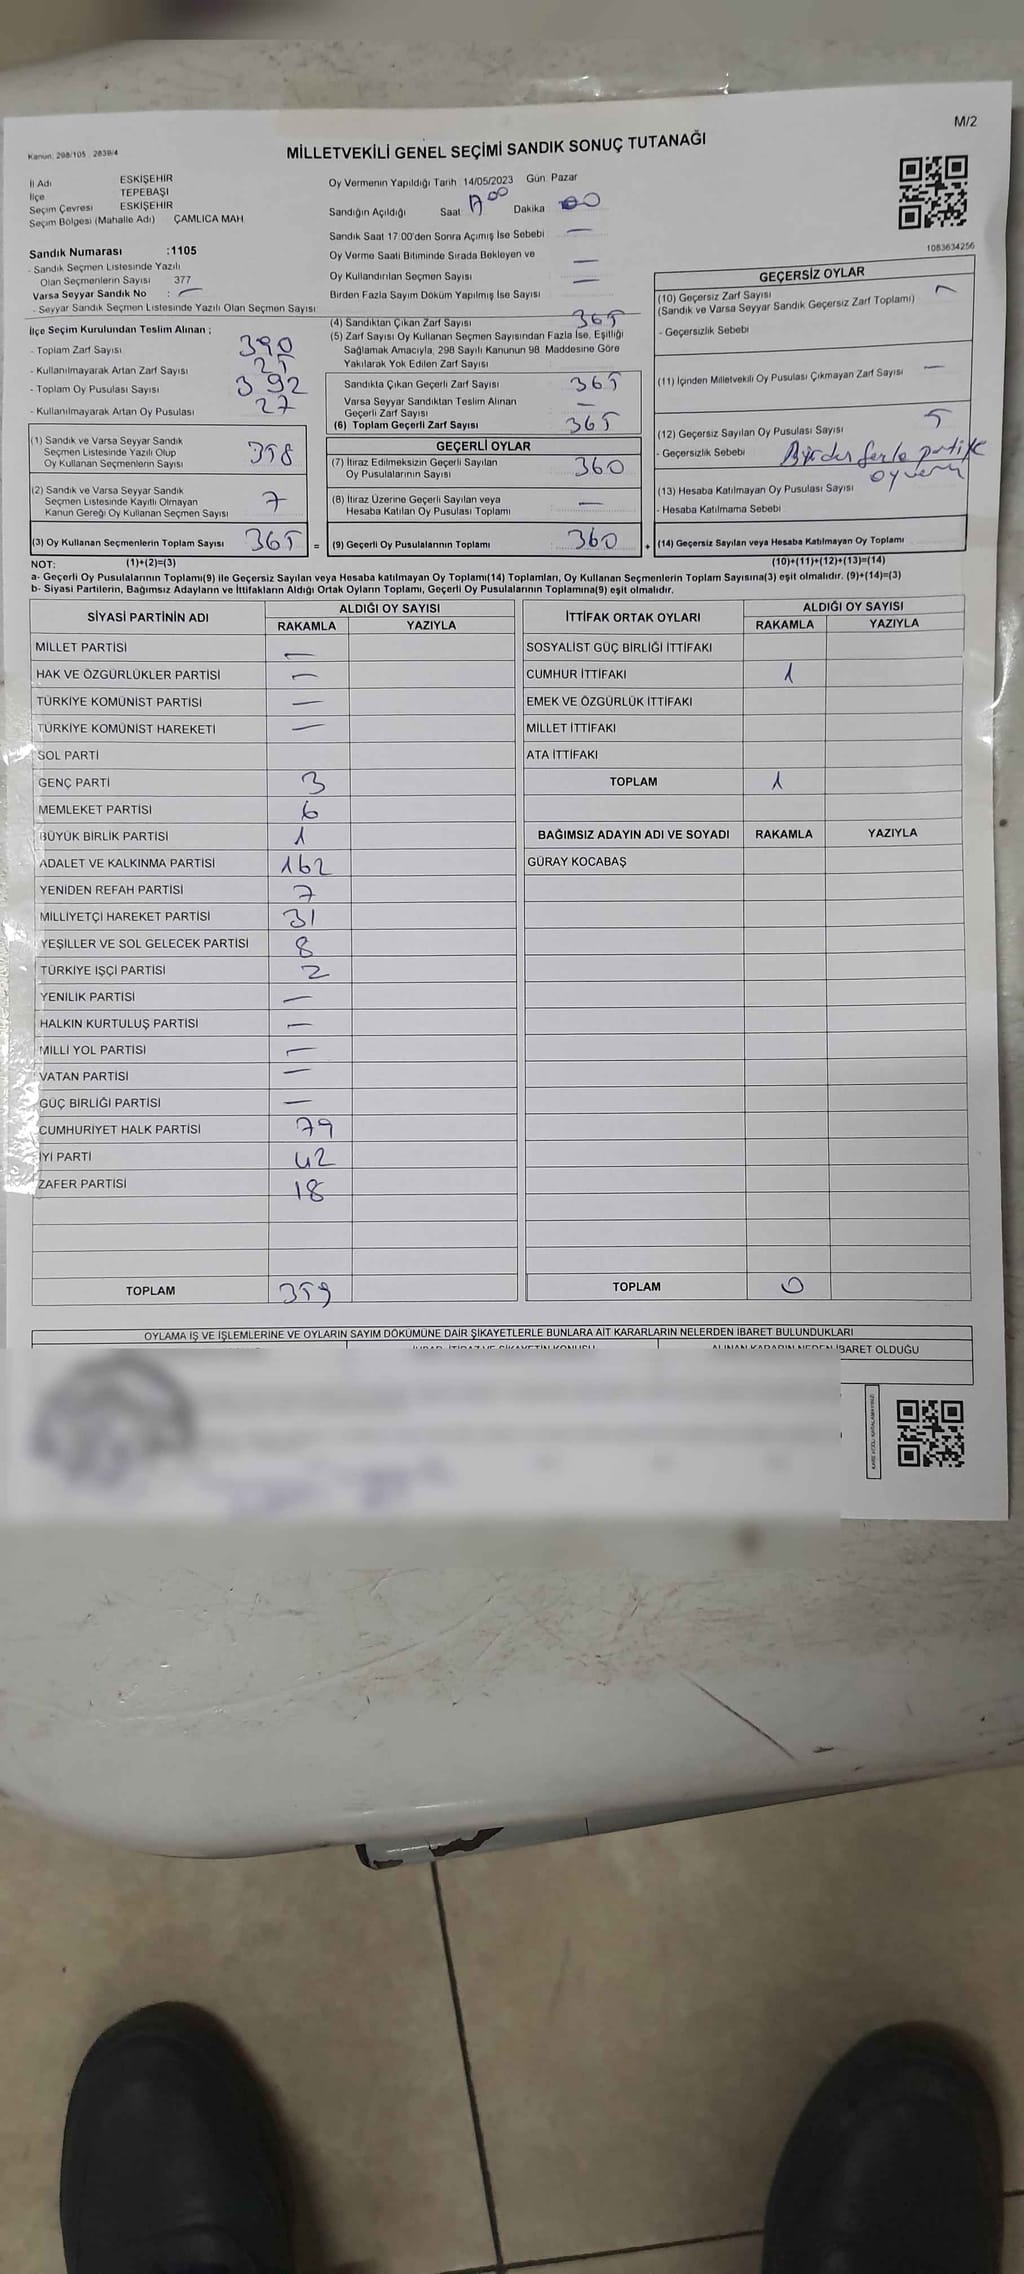 M/2
Kanun: 298/105 2839/4
MİLLETVEKİLİ GENEL SEÇİMİ SANDIK SONUÇ TUTANAĞI
İl Adı ESKİŞEHİR
İlçe TEPEBAŞI
Seçim Çevresi ESKİŞEHİR
Seçim Bölgesi (Mahalle Adı) ÇAMLICA MAH
Oy Vermenin Yapıldığı Tarih 14/05/2023 Gün Pazar
Sandığın Açıldığı Saat 17 00 Dakika 00
Sandık Saat 17:00'den Sonra Açımış İse Sebebi —
Oy Verme Saati Bitiminde Sırada Bekleyen ve
Oy Kullandırılan Seçmen Sayısı —
Birden Fazla Sayım Döküm Yapılmış İse Sayısı —
1083634256
Sandık Numarası :1105
- Sandık Seçmen Listesinde Yazılı
Olan Seçmenlerin Sayısı 377
Varsa Seyyar Sandık No : —
- Seyyar Sandık Seçmen Listesinde Yazılı Olan Seçmen Sayısı
İlçe Seçim Kurulundan Teslim Alınan ;
- Toplam Zarf Sayısı 390
- Kullanılmayarak Artan Zarf Sayısı 25
- Toplam Oy Pusulası Sayısı 392
- Kullanılmayarak Artan Oy Pusulası 27
(1) Sandık ve Varsa Seyyar Sandık
Seçmen Listesinde Yazılı Olup
Oy Kullanan Seçmenlerin Sayısı 358
(2) Sandık ve Varsa Seyyar Sandık
Seçmen Listesinde Kayıtlı Olmayan
Kanun Gereği Oy Kullanan Seçmen Sayısı 7
(3) Oy Kullanan Seçmenlerin Toplam Sayısı 365 =
(4) Sandıktan Çıkan Zarf Sayısı 365
(5) Zarf Sayısı Oy Kullanan Seçmen Sayısından Fazla İse, Eşitliği
Sağlamak Amacıyla, 298 Sayılı Kanunun 98. Maddesine Göre
Yakılarak Yok Edilen Zarf Sayısı
Sandıkta Çıkan Geçerli Zarf Sayısı 365
Varsa Seyyar Sandıktan Teslim Alınan
Geçerli Zarf Sayısı —
(6) Toplam Geçerli Zarf Sayısı 365
GEÇERLİ OYLAR
(7) İtiraz Edilmeksizin Geçerli Sayılan
Oy Pusulalarının Sayısı 360
(8) İtiraz Üzerine Geçerli Sayılan veya
Hesaba Katılan Oy Pusulası Toplamı —
(9) Geçerli Oy Pusulalarının Toplamı 360 +
GEÇERSİZ OYLAR
(10) Geçersiz Zarf Sayısı —
(Sandık ve Varsa Seyyar Sandık Geçersiz Zarf Toplamı)
- Geçersizlik Sebebi
(11) İçinden Milletvekili Oy Pusulası Çıkmayan Zarf Sayısı —
(12) Geçersiz Sayılan Oy Pusulası Sayısı 5
- Geçersizlik Sebebi Birden fazla partiye
oy verme
(13) Hesaba Katılmayan Oy Pusulası Sayısı
- Hesaba Katılmama Sebebi
(14) Geçersiz Sayılan veya Hesaba Katılmayan Oy Toplamı
NOT: (1)+(2)=(3) (10)+(11)+(12)+(13)=(14)
a- Geçerli Oy Pusulalarının Toplamı(9) ile Geçersiz Sayılan veya Hesaba katılmayan Oy Toplamı(14) Toplamları, Oy Kullanan Seçmenlerin Toplam Sayısına(3) eşit olmalıdır. (9)+(14)=(3)
b- Siyasi Partilerin, Bağımsız Adayların ve İttifakların Aldığı Ortak Oyların Toplamı, Geçerli Oy Pusulalarının Toplamına(9) eşit olmalıdır.
SİYASİ PARTİNİN ADI ALDIĞI OY SAYISI
RAKAMLA YAZIYLA
MİLLET PARTİSİ —
HAK VE ÖZGÜRLÜKLER PARTİSİ —
TÜRKİYE KOMÜNİST PARTİSİ —
TÜRKİYE KOMÜNİST HAREKETİ —
SOL PARTİ
GENÇ PARTİ 3
MEMLEKET PARTİSİ 6
BÜYÜK BİRLİK PARTİSİ 1
ADALET VE KALKINMA PARTİSİ 162
YENİDEN REFAH PARTİSİ 7
MİLLİYETÇİ HAREKET PARTİSİ 31
YEŞİLLER VE SOL GELECEK PARTİSİ 8
TÜRKİYE İŞÇİ PARTİSİ 2
YENİLİK PARTİSİ —
HALKIN KURTULUŞ PARTİSİ —
MİLLİ YOL PARTİSİ —
VATAN PARTİSİ —
GÜÇ BİRLİĞİ PARTİSİ —
CUMHURİYET HALK PARTİSİ 79
İYİ PARTİ 42
ZAFER PARTİSİ 18
TOPLAM 359
İTTİFAK ORTAK OYLARI ALDIĞI OY SAYISI
RAKAMLA YAZIYLA
SOSYALİST GÜÇ BİRLİĞİ İTTİFAKI
CUMHUR İTTİFAKI 1
EMEK VE ÖZGÜRLÜK İTTİFAKI
MİLLET İTTİFAKI
ATA İTTİFAKI
TOPLAM 1
BAĞIMSIZ ADAYIN ADI VE SOYADI RAKAMLA YAZIYLA
GÜRAY KOCABAŞ
TOPLAM 0
OYLAMA İŞ VE İŞLEMLERİNE VE OYLARIN SAYIM DÖKÜMÜNE DAİR ŞİKAYETLERLE BUNLARA AİT KARARLARIN NELERDEN İBARET BULUNDUKLARI
ALINAN KARARIN NEDEN İBARET OLDUĞU